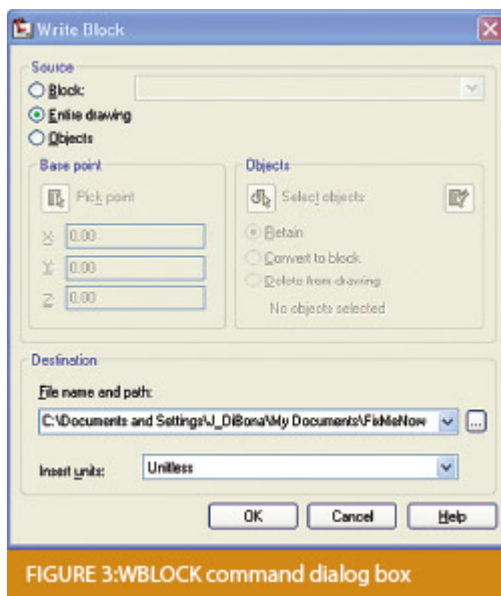 Write Block
Source
Block:
Entire drawing
Objects
Base point
Pick point
X: 0.00
Y: 0.00
Z: 0.00
Objects
Select objects
Retain
Convert to block
Delete from drawing
No objects selected
Destination
File name and path:
C:\Documents and Settings\J_DiBona\My Documents\FixMeNow
...
Insert units: Unitless
OK Cancel Help
FIGURE 3:WBLOCK command dialog box